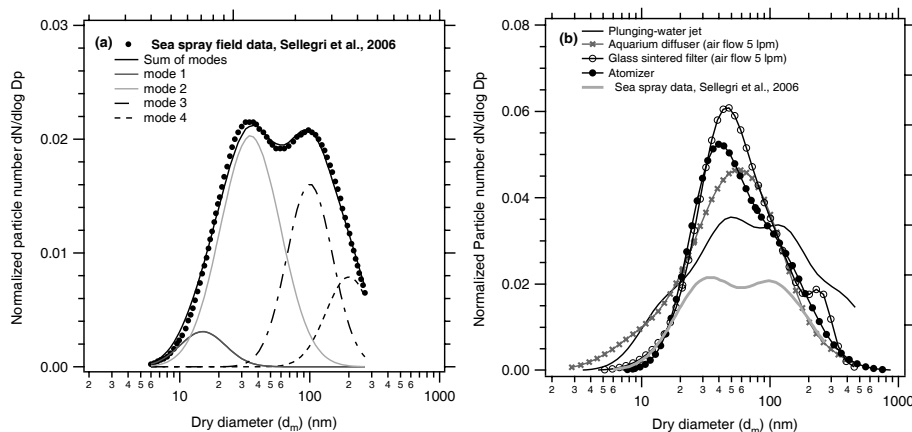 (a)
Sea spray field data, Sellegri et al., 2006
Sum of modes
mode 1
mode 2
mode 3
mode 4
Normalized particle number dN/dlog Dp
0.03
0.02
0.01
0.00
2 3 4 5 6 10 2 3 4 5 6 100 2 3 4 5 6 1000
Dry diameter (dm) (nm)
(b)
Plunging-water jet
Aquarium diffuser (air flow 5 lpm)
Glass sintered filter (air flow 5 lpm)
Atomizer
Sea spray data, Sellegri et al., 2006
Normalized Particle number dN/dlog Dp
0.08
0.06
0.04
0.02
0.00
2 3 4 5 6 10 2 3 4 5 6 100 2 3 4 5 6 1000
Dry diameter (dm) (nm)